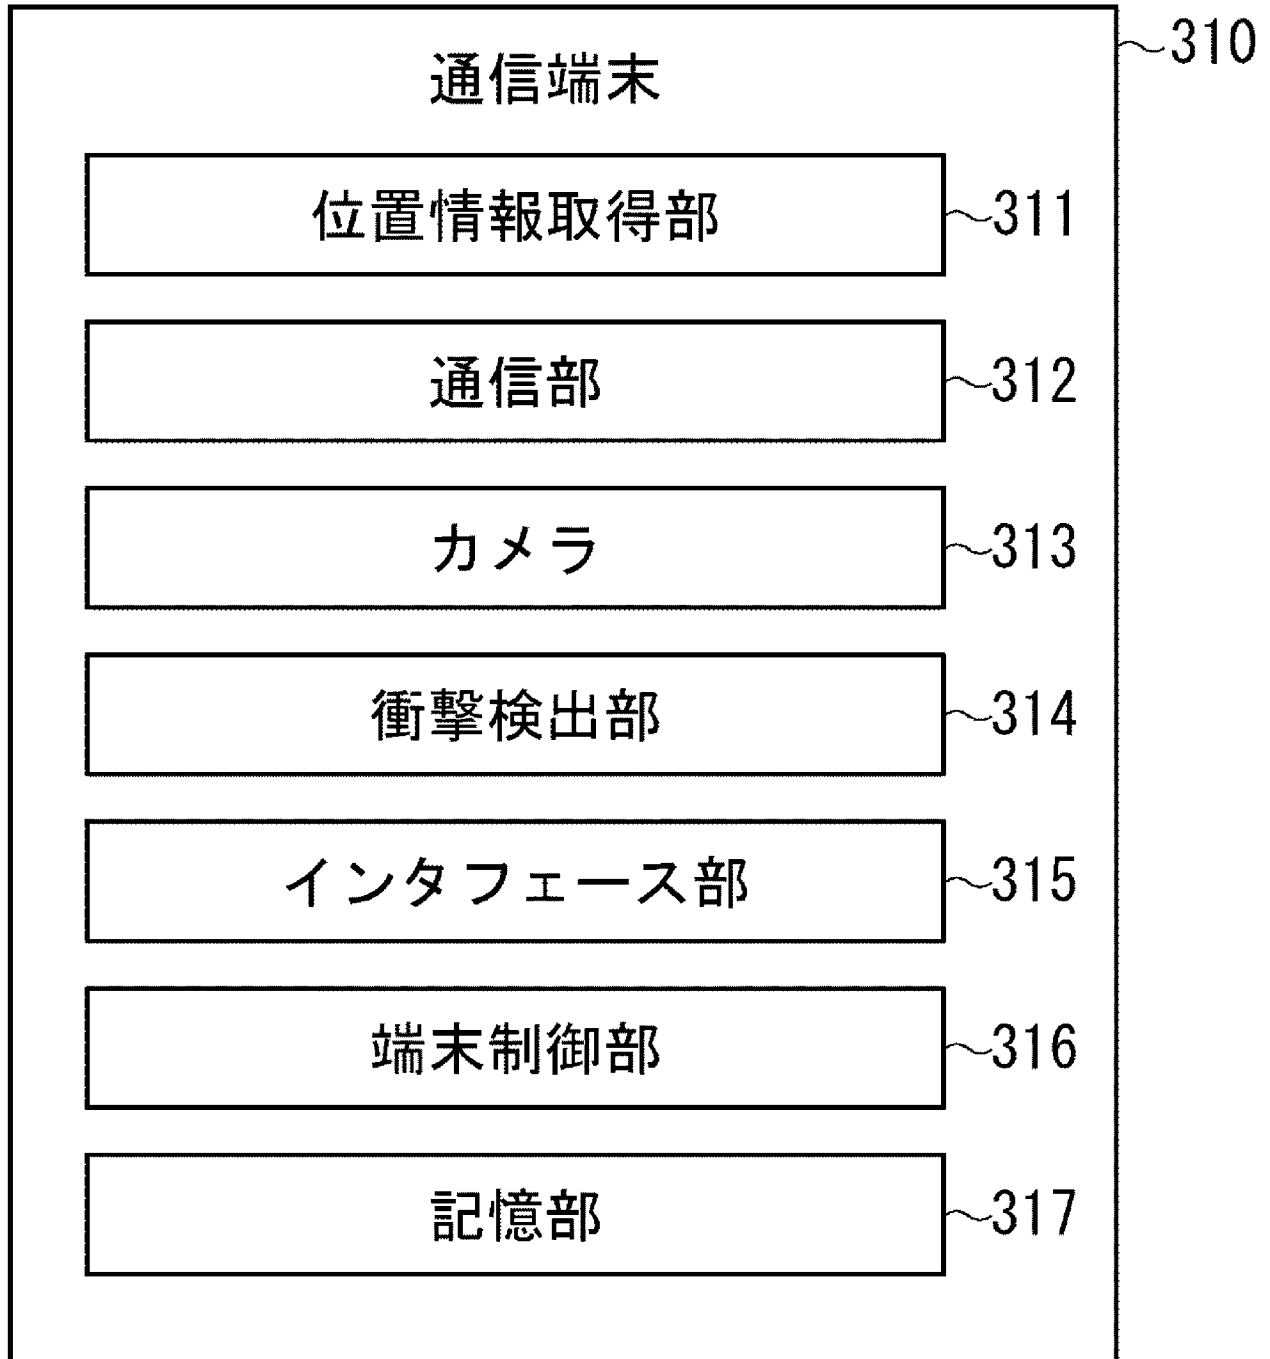 通信端末 310
位置情報取得部 311
通信部 312
カメラ 313
衝撃検出部 314
インタフェース部 315
端末制御部 316
記憶部 317